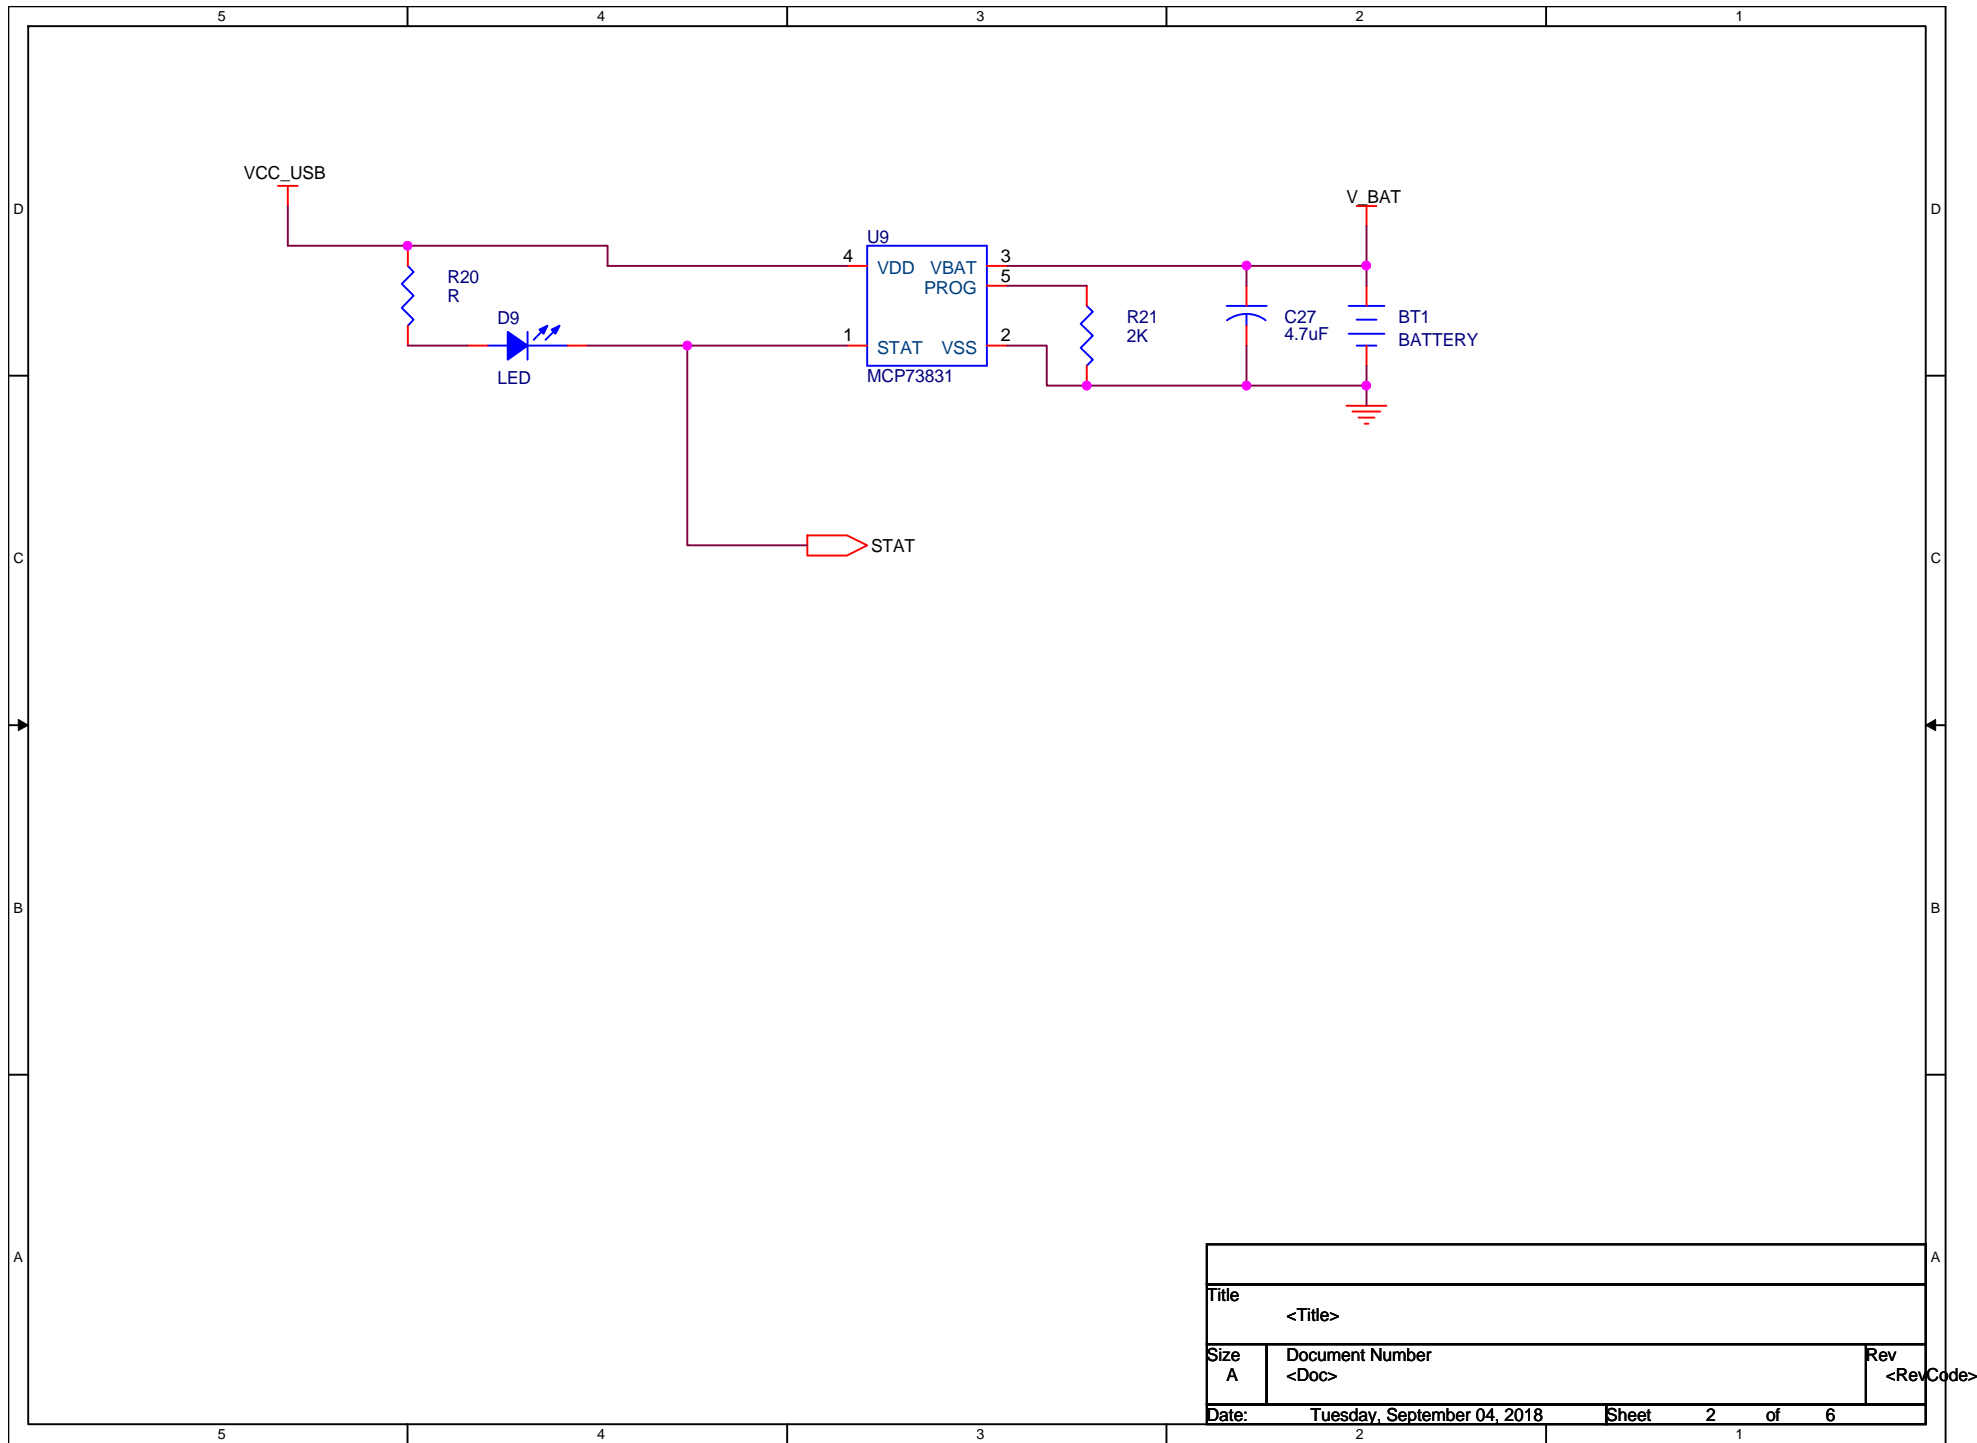 5 4 3 2 1
VCC_USB
V_BAT
D D
U9
4 VDD VBAT 3
PROG 5
R20
R
D9
LED
1 STAT VSS 2
MCP73831
R21
2K
C27
4.7uF
BT1
BATTERY
STAT
C C
B B
A A
Title
<Title>
Size
A
Document Number
<Doc>
Rev
<RevCode>
Date: Tuesday, September 04, 2018 Sheet 2 of 6
5 4 3 2 1